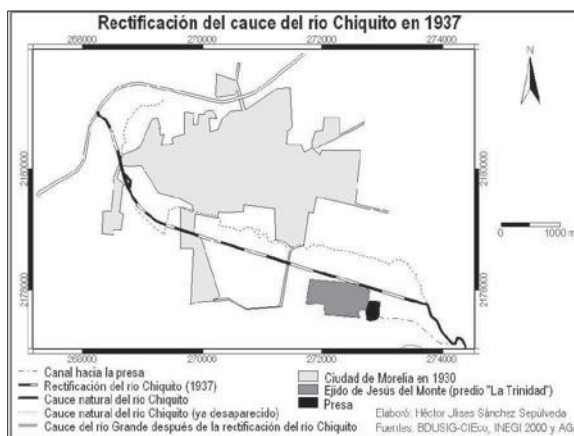 Rectificación del cauce del río Chiquito en 1937
268000 270000 272000 274000
N
2180000 2180000
0 1000 m
2178000 2178000
268000 270000 272000 274000
Canal hacia la presa
Rectificación del río Chiquito (1937)
Cauce natural del río Chiquito
Cauce natural del río Chiquito (ya desaparecido)
Cauce del río Grande después de la rectificación del río Chiquito
Ciudad de Morelia en 1930
Ejido de Jesús del Monte (predio "La Trinidad")
Presa
Elaboró: Héctor Ulises Sánchez Sepúlveda
Fuentes: BDUSIG-CIEco, INEGI 2000 y AG